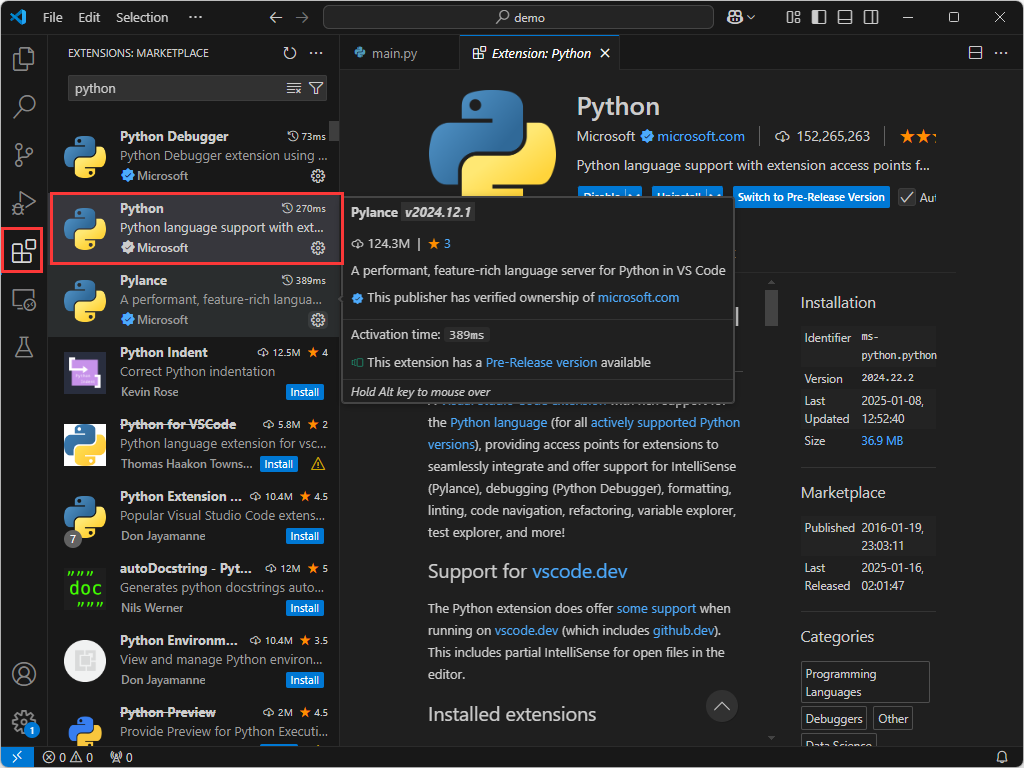 File Edit Selection ···
demo
EXTENSIONS: MARKETPLACE
python
Python Debugger 73ms
Python Debugger extension using ...
Microsoft
Python 270ms
Python language support with ext...
Microsoft
Pylance 389ms
A performant, feature-rich langua...
Microsoft
Python Indent 12.5M 4
Correct Python indentation
Kevin Rose Install
Python for VSCode 5.8M 2
Python language extension for vsc...
Thomas Haakon Towns... Install
Python Extension ... 10.4M 4.5
Popular Visual Studio Code extens...
Don Jayamanne Install
7
autoDocstring - Pyt... 12M 5
Generates python docstrings auto...
Nils Werner Install
"""
doc
"""
Python Environm... 10.4M 3.5
View and manage Python environ...
Don Jayamanne Install
Python Preview 2M 4.5
Provide Preview for Python Executi...
1
main.py
Extension: Python
Python
Microsoft microsoft.com 152,265,263
Python language support with extension access points f...
Disable Uninstall Switch to Pre-Release Version Aut
Pylance v2024.12.1
124.3M | 3
A performant, feature-rich language server for Python in VS Code
This publisher has verified ownership of microsoft.com
Activation time: 389ms
This extension has a Pre-Release version available
Hold Alt key to mouse over
A Visual Studio Code extension with rich support for
the Python language (for all actively supported Python
versions), providing access points for extensions to
seamlessly integrate and offer support for IntelliSense
(Pylance), debugging (Python Debugger), formatting,
linting, code navigation, refactoring, variable explorer,
test explorer, and more!
Support for vscode.dev
The Python extension does offer some support when
running on vscode.dev (which includes github.dev).
This includes partial IntelliSense for open files in the
editor.
Installed extensions
Installation
Identifier ms-
python.python
Version 2024.22.2
Last 2025-01-08,
Updated 12:52:40
Size 36.9 MB
Marketplace
Published 2016-01-19,
23:03:11
Last 2025-01-16,
Released 02:01:47
Categories
Programming
Languages
Debuggers Other
Data Science
0 0 0